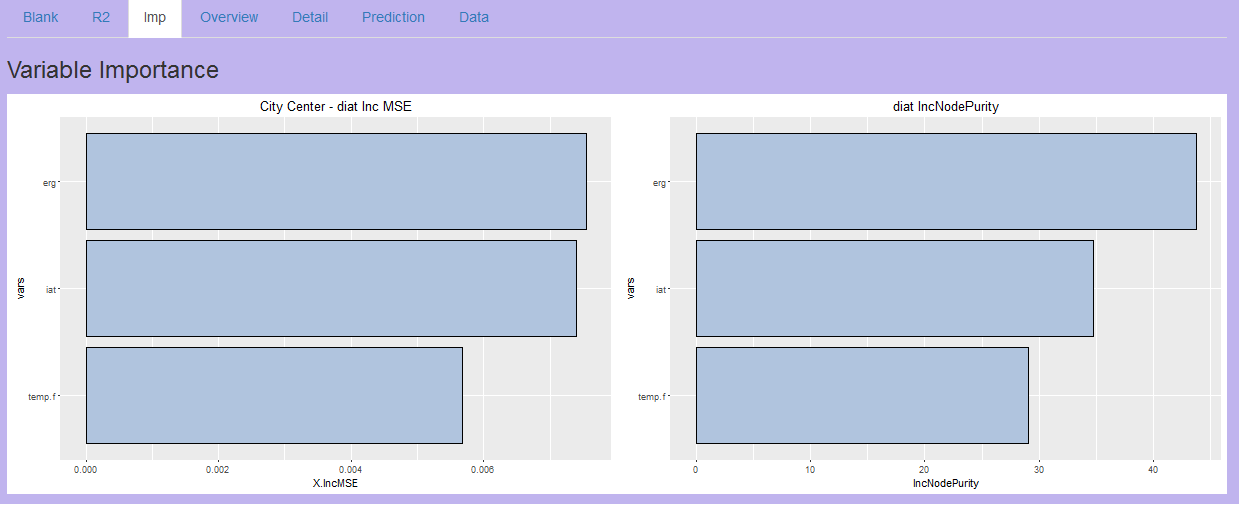 Blank R2 Imp Overview Detail Prediction Data
Variable Importance
City Center - diat Inc MSE
erg
iat
temp.f
vars
0.000 0.002 0.004 0.006
X.IncMSE
diat IncNodePurity
erg
iat
temp.f
vars
0 10 20 30 40
IncNodePurity